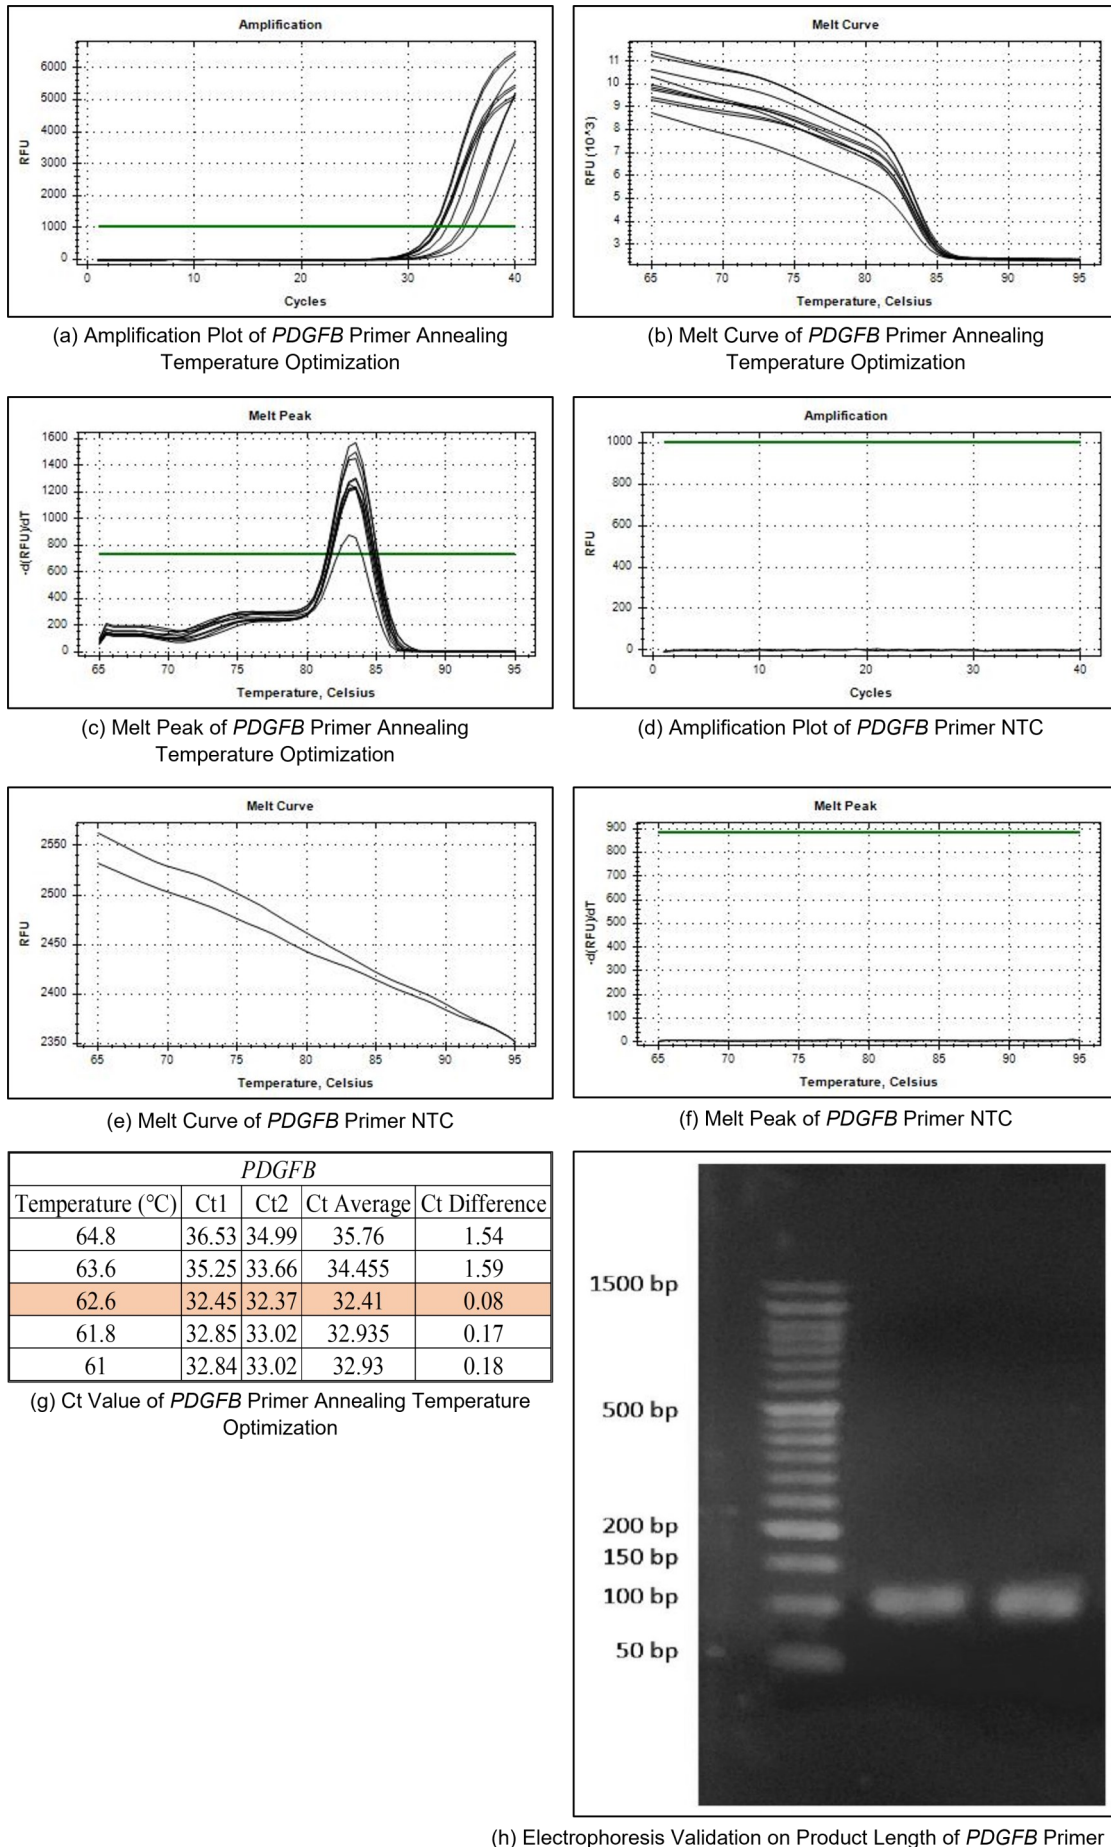 Amplification
6000
5000
4000
3000
2000
1000
0
RFU
0 10 20 30 40
Cycles
(a) Amplification Plot of PDGFB Primer Annealing
Temperature Optimization
Melt Curve
11
10
9
8
7
6
5
4
3
RFU (10^3)
65 70 75 80 85 90 95
Temperature, Celsius
(b) Melt Curve of PDGFB Primer Annealing
Temperature Optimization
Melt Peak
1600
1400
1200
1000
800
600
400
200
0
-d(RFU)/dT
65 70 75 80 85 90 95
Temperature, Celsius
(c) Melt Peak of PDGFB Primer Annealing
Temperature Optimization
Amplification
1000
800
600
400
200
0
RFU
0 10 20 30 40
Cycles
(d) Amplification Plot of PDGFB Primer NTC
Melt Curve
2550
2500
2450
2400
2350
RFU
65 70 75 80 85 90 95
Temperature, Celsius
(e) Melt Curve of PDGFB Primer NTC
Melt Peak
900
800
700
600
500
400
300
200
100
0
-d(RFU)/dT
65 70 75 80 85 90 95
Temperature, Celsius
(f) Melt Peak of PDGFB Primer NTC
PDGFB
Temperature (°C) Ct1 Ct2 Ct Average Ct Difference
64.8 36.53 34.99 35.76 1.54
63.6 35.25 33.66 34.455 1.59
62.6 32.45 32.37 32.41 0.08
61.8 32.85 33.02 32.935 0.17
61 32.84 33.02 32.93 0.18
(g) Ct Value of PDGFB Primer Annealing Temperature
Optimization
1500 bp
500 bp
200 bp
150 bp
100 bp
50 bp
(h) Electrophoresis Validation on Product Length of PDGFB Primer